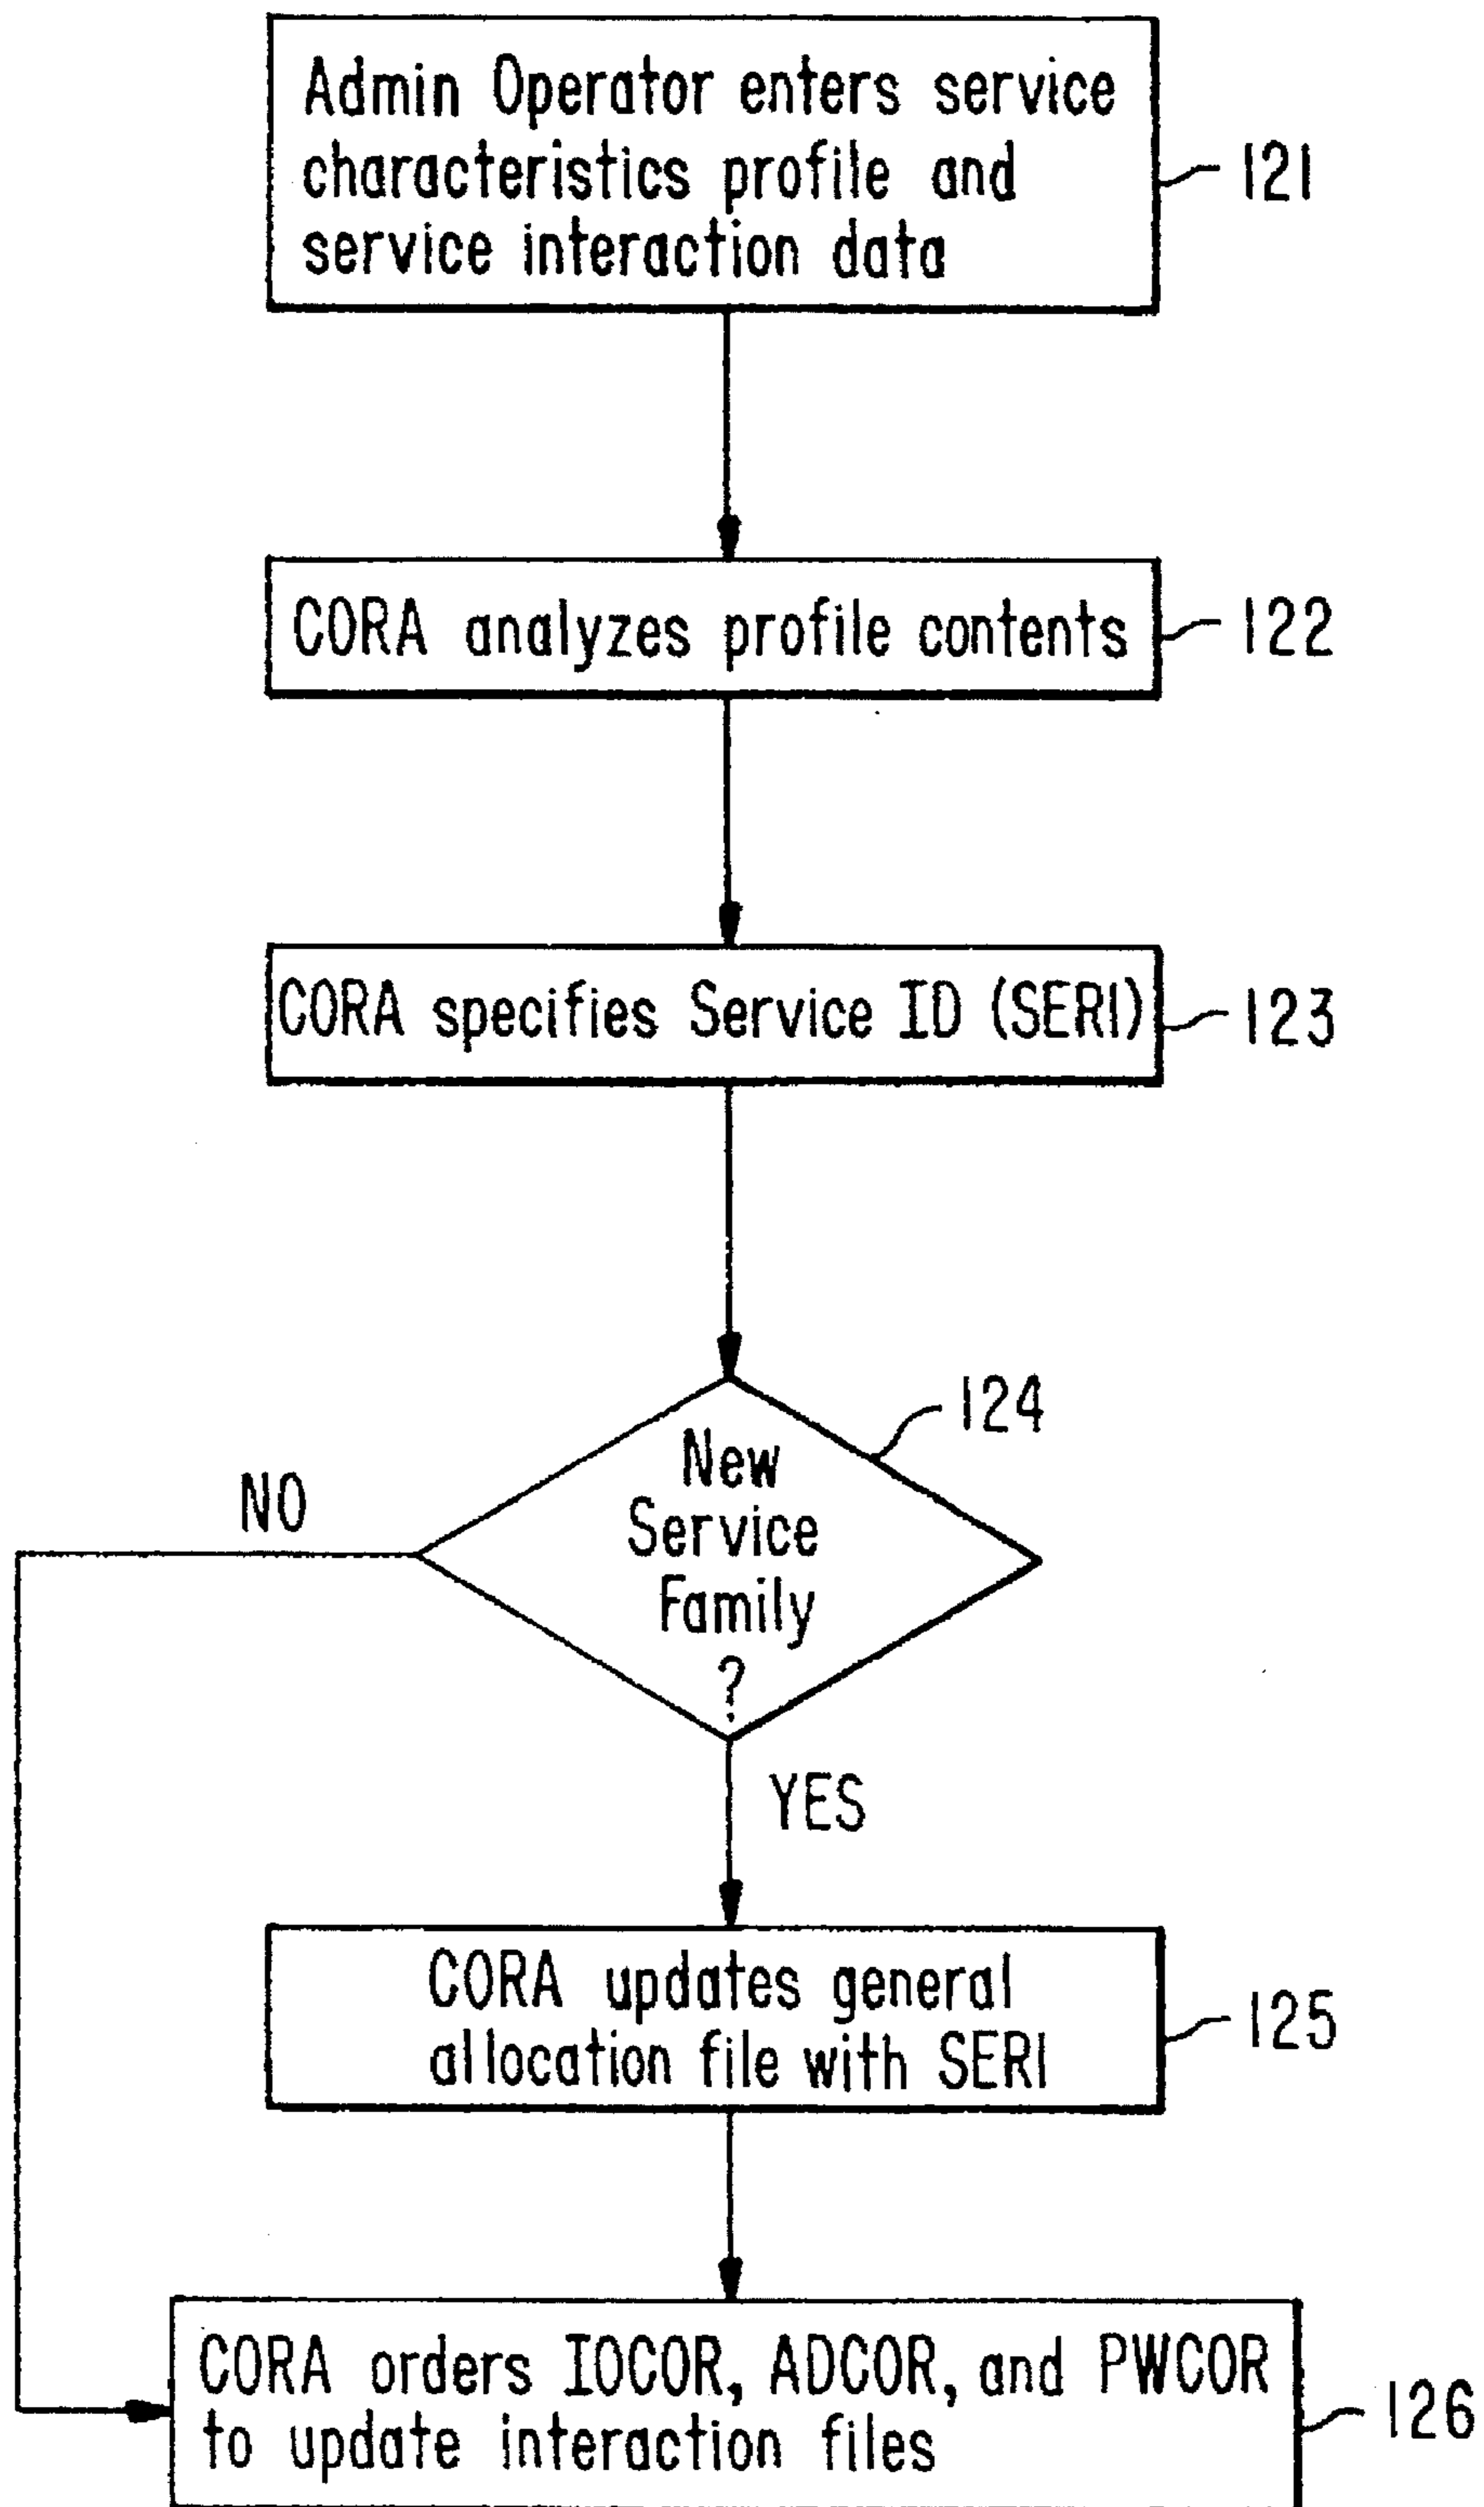 Admin Operator enters service
characteristics profile and
service interaction data
121
CORA analyzes profile contents
122
CORA specifies Service ID (SERI)
123
124
New
Service
Family
?
NO
YES
CORA updates general
allocation file with SERI
125
CORA orders IOCOR, ADCOR, and PWCOR
to update interaction files
126